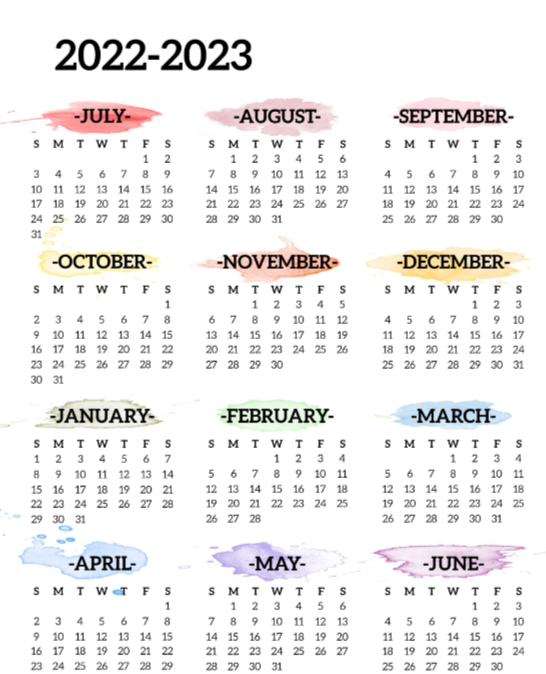 2022-2023
-JULY-
S M T W T F S
1 2
3 4 5 6 7 8 9
10 11 12 13 14 15 16
17 18 19 20 21 22 23
24 25 26 27 28 29 30
31
-AUGUST-
S M T W T F S
1 2 3 4 5 6
7 8 9 10 11 12 13
14 15 16 17 18 19 20
21 22 23 24 25 26 27
28 29 30 31
-SEPTEMBER-
S M T W T F S
1 2 3
4 5 6 7 8 9 10
11 12 13 14 15 16 17
18 19 20 21 22 23 24
25 26 27 28 29 30
-OCTOBER-
S M T W T F S
1
2 3 4 5 6 7 8
9 10 11 12 13 14 15
16 17 18 19 20 21 22
23 24 25 26 27 28 29
30 31
-NOVEMBER-
S M T W T F S
1 2 3 4 5
6 7 8 9 10 11 12
13 14 15 16 17 18 19
20 21 22 23 24 25 26
27 28 29 30
-DECEMBER-
S M T W T F S
1 2 3
4 5 6 7 8 9 10
11 12 13 14 15 16 17
18 19 20 21 22 23 24
25 26 27 28 29 30 31
-JANUARY-
S M T W T F S
1 2 3 4 5 6 7
8 9 10 11 12 13 14
15 16 17 18 19 20 21
22 23 24 25 26 27 28
29 30 31
-FEBRUARY-
S M T W T F S
1 2 3 4
5 6 7 8 9 10 11
12 13 14 15 16 17 18
19 20 21 22 23 24 25
26 27 28
-MARCH-
S M T W T F S
1 2 3 4
5 6 7 8 9 10 11
12 13 14 15 16 17 18
19 20 21 22 23 24 25
26 27 28 29 30 31
-APRIL-
S M T W T F S
1
2 3 4 5 6 7 8
9 10 11 12 13 14 15
16 17 18 19 20 21 22
23 24 25 26 27 28 29
-MAY-
S M T W T F S
1 2 3 4 5 6
7 8 9 10 11 12 13
14 15 16 17 18 19 20
21 22 23 24 25 26 27
28 29 30 31
-JUNE-
S M T W T F S
1 2 3
4 5 6 7 8 9 10
11 12 13 14 15 16 17
18 19 20 21 22 23 24
25 26 27 28 29 30